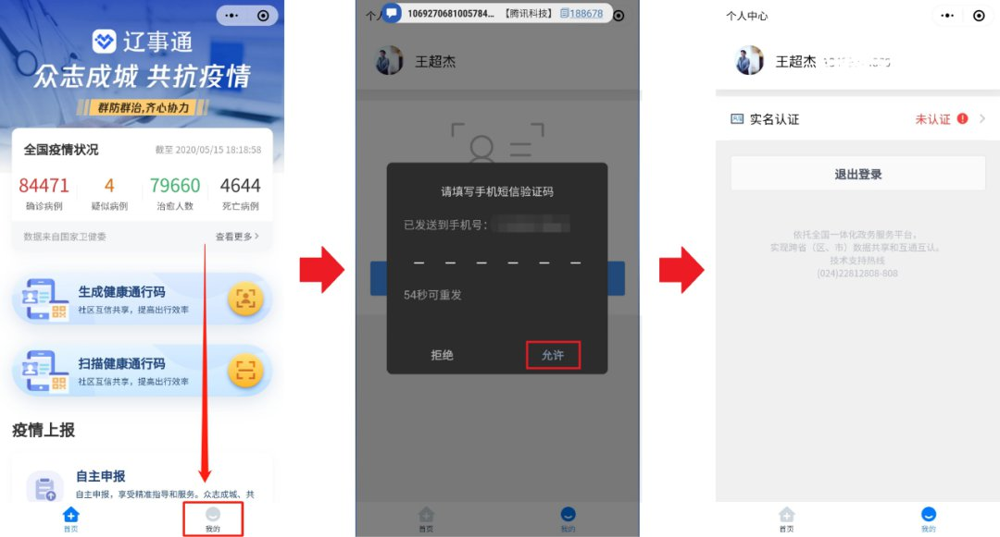 辽事通
众志成城 共抗疫情
群防群治,齐心协力
全国疫情状况
截至 2020/05/15 18:18:58
84471 4 79660 4644
确诊病例 疑似病例 治愈人数 死亡病例
数据来自国家卫健委
查看更多
生成健康通行码
社区互信共享，提高出行效率
扫描健康通行码
社区互信共享，提高出行效率
疫情上报
自主申报
自主申报，享受精准指导和服务。众志成城、共
首页 我的
个人
1069270681005784... 【腾讯科技】 188678
王超杰
请填写手机短信验证码
已发送到手机号：
54秒可重发
拒绝 允许
首页 我的
个人中心
王超杰
实名认证 未认证
退出登录
依托全国一体化政务服务平台，
实现跨省（区、市）数据共享和互通互认。
技术支持热线
(024)22812808-808
首页 我的